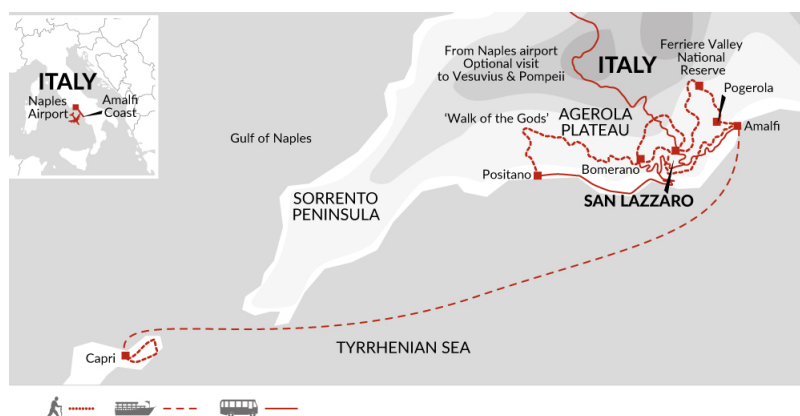 ITALY
Naples
Airport
Amalfi
Coast
Gulf of Naples
From Naples airport
Optional visit
to Vesuvius & Pompeii
ITALY
Ferriere Valley
National
Reserve
Pogerola
'Walk of the Gods'
AGEROLA
PLATEAU
Amalfi
Positano
Bomerano
SAN LAZZARO
SORRENTO
PENINSULA
TYRRHENIAN SEA
Capri